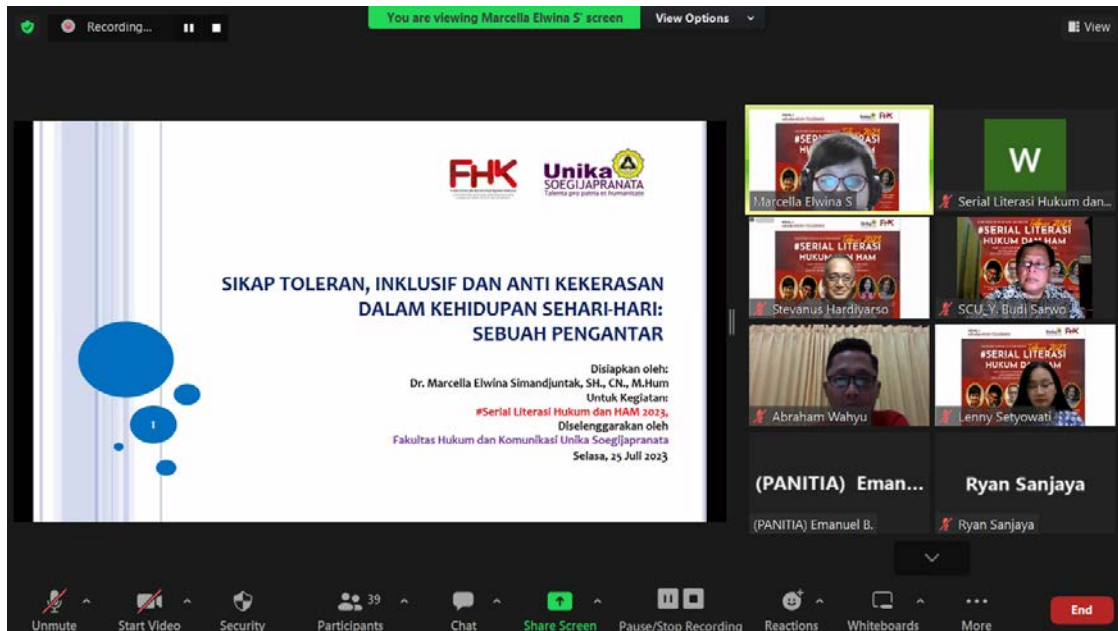 Recording...
You are viewing Marcella Elwina S' screen
View Options
View
FHK
Unika
SOEGIJAPRANATA
Talenta pro patria et humanitate
SIKAP TOLERAN, INKLUSIF DAN ANTI KEKERASAN
DALAM KEHIDUPAN SEHARI-HARI:
SEBUAH PENGANTAR
Disiapkan oleh:
Dr. Marcella Elwina Simandjuntak, SH., CN., M.Hum
Untuk Kegiatan:
#Serial Literasi Hukum dan HAM 2023,
Diselenggarakan oleh
Fakultas Hukum dan Komunikasi Unika Soegijapranata
Selasa, 25 Juli 2023
1
Marcella Elwina S
W
Serial Literasi Hukum dan...
#SERIAL LITERASI
HUKUM DAN HAM
Stevanus Hardiyarso
#SERIAL LITERASI
HUKUM DAN HAM
SCU_Y. Budi Sarwo
Abraham Wahyu
#SERIAL LITERASI
HUKUM DAN HAM
Lenny Setyowati
(PANITIA) Eman...
(PANITIA) Emanuel B.
Ryan Sanjaya
Ryan Sanjaya
Unmute
Start Video
Security
39
Participants
Chat
Share Screen
Pause/Stop Recording
Reactions
Whiteboards
More
End